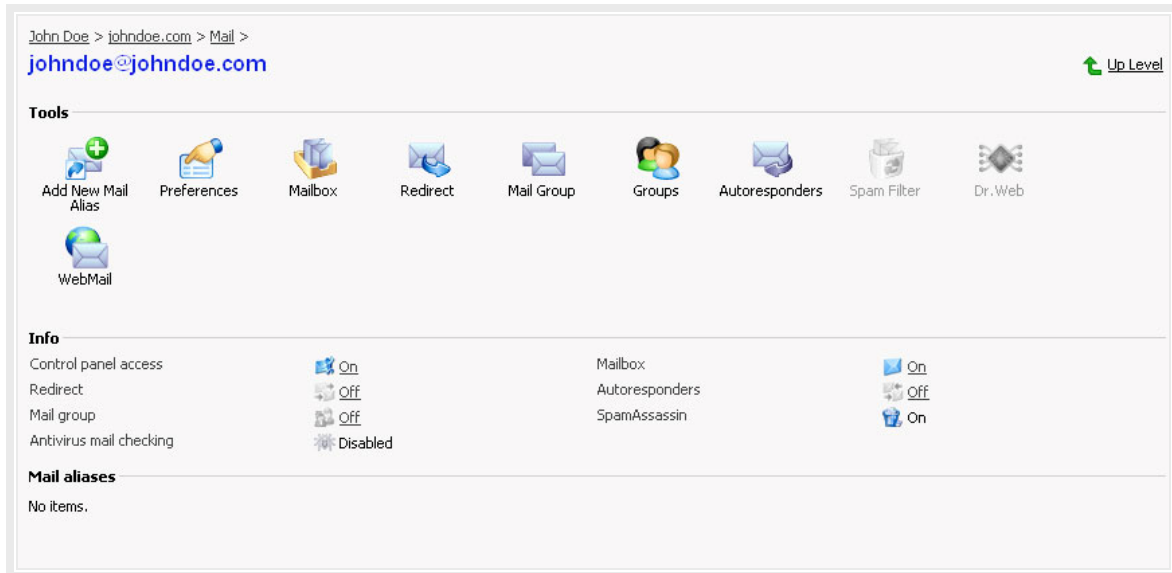 John Doe > johndoe.com > Mail >
johndoe@johndoe.com
Up Level
Tools
Add New Mail Alias
Preferences
Mailbox
Redirect
Mail Group
Groups
Autoresponders
Spam Filter
Dr.Web
WebMail
Info
Control panel access On
Mailbox On
Redirect Off
Autoresponders Off
Mail group Off
SpamAssassin On
Antivirus mail checking Disabled
Mail aliases
No items.